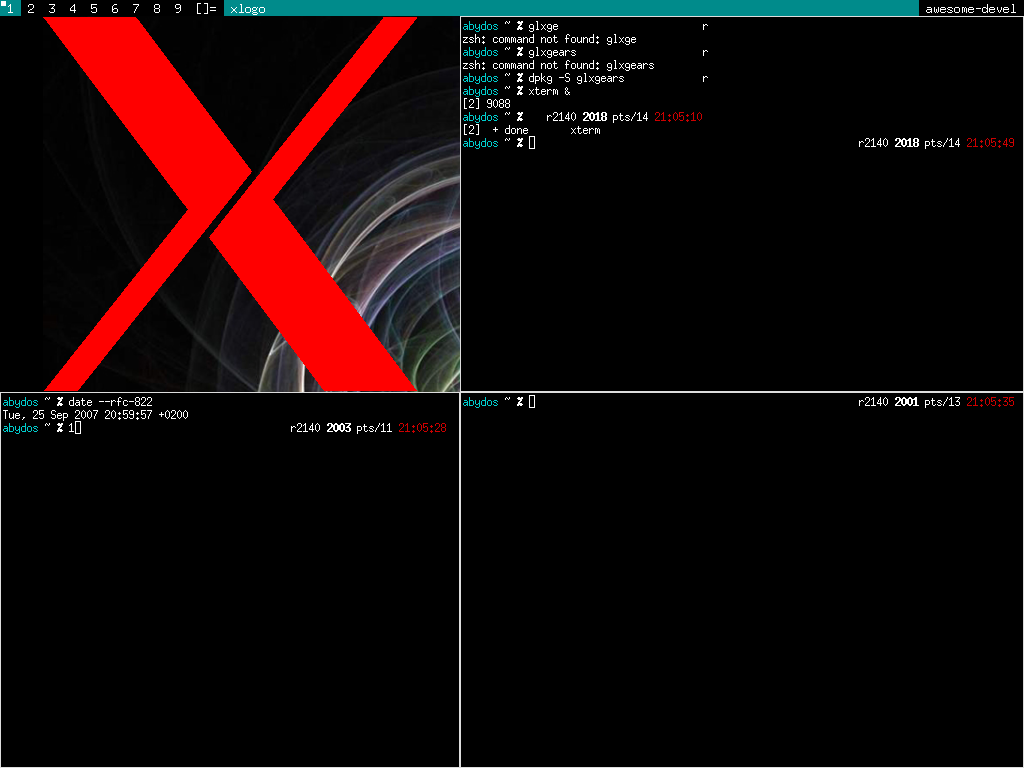 1 2 3 4 5 6 7 8 9 []= xlogo awesome-devel
abydos ~ % glxge r
zsh: command not found: glxge
abydos ~ % glxgears r
zsh: command not found: glxgears
abydos ~ % dpkg -S glxgears r
abydos ~ % xterm &
[2] 9088
abydos ~ % r2140 2018 pts/14 21:05:10
[2] + done xterm
abydos ~ % r2140 2018 pts/14 21:05:49
abydos ~ % date --rfc-822
Tue, 25 Sep 2007 20:59:57 +0200
abydos ~ % 1 r2140 2003 pts/11 21:05:28
abydos ~ % r2140 2001 pts/13 21:05:35